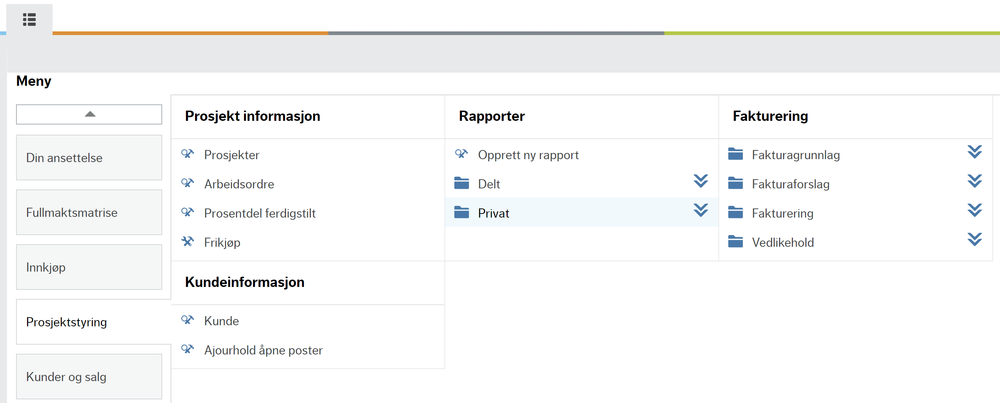 Meny
Din ansettelse
Fullmaktsmatrise
Innkjøp
Prosjektstyring
Kunder og salg
Prosjekt informasjon
Prosjekter
Arbeidsordre
Prosentdel ferdigstilt
Frikjøp
Kundeinformasjon
Kunde
Ajourhold åpne poster
Rapporter
Opprett ny rapport
Delt
Privat
Fakturering
Fakturagrunnlag
Fakturaforslag
Fakturering
Vedlikehold